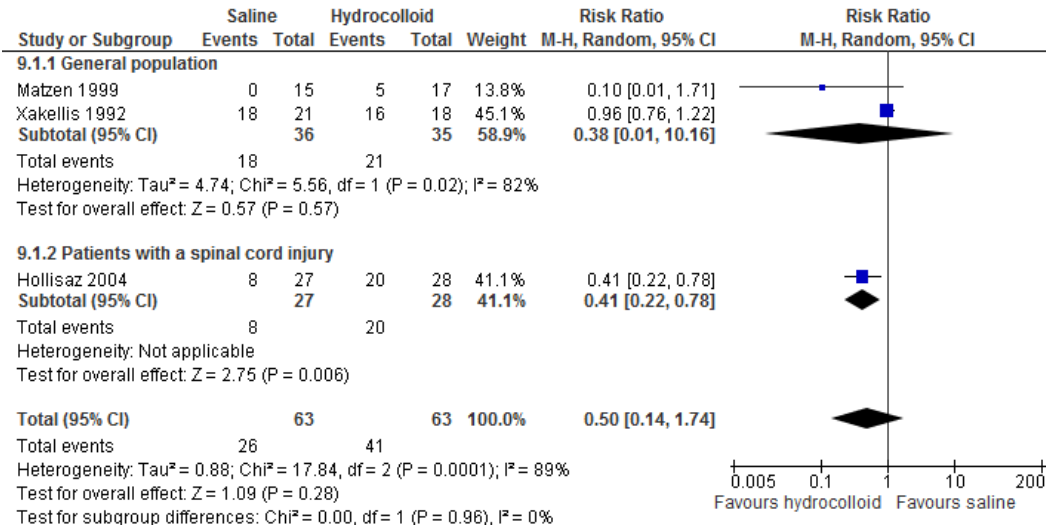 Saline Hydrocolloid Risk Ratio Risk Ratio
Study or Subgroup Events Total Events Total Weight M-H, Random, 95% CI M-H, Random, 95% CI
9.1.1 General population
Matzen 1999 0 15 5 17 13.8% 0.10 [0.01, 1.71]
Xakellis 1992 18 21 16 18 45.1% 0.96 [0.76, 1.22]
Subtotal (95% CI) 36 35 58.9% 0.38 [0.01, 10.16]
Total events 18 21
Heterogeneity: Tau² = 4.74; Chi² = 5.56, df = 1 (P = 0.02); I² = 82%
Test for overall effect: Z = 0.57 (P = 0.57)
9.1.2 Patients with a spinal cord injury
Hollisaz 2004 8 27 20 28 41.1% 0.41 [0.22, 0.78]
Subtotal (95% CI) 27 28 41.1% 0.41 [0.22, 0.78]
Total events 8 20
Heterogeneity: Not applicable
Test for overall effect: Z = 2.75 (P = 0.006)
Total (95% CI) 63 63 100.0% 0.50 [0.14, 1.74]
Total events 26 41
Heterogeneity: Tau² = 0.88; Chi² = 17.84, df = 2 (P = 0.0001); I² = 89%
Test for overall effect: Z = 1.09 (P = 0.28)
Test for subgroup differences: Chi² = 0.00, df = 1 (P = 0.96), I² = 0%
0.005 0.1 1 10 200
Favours hydrocolloid Favours saline